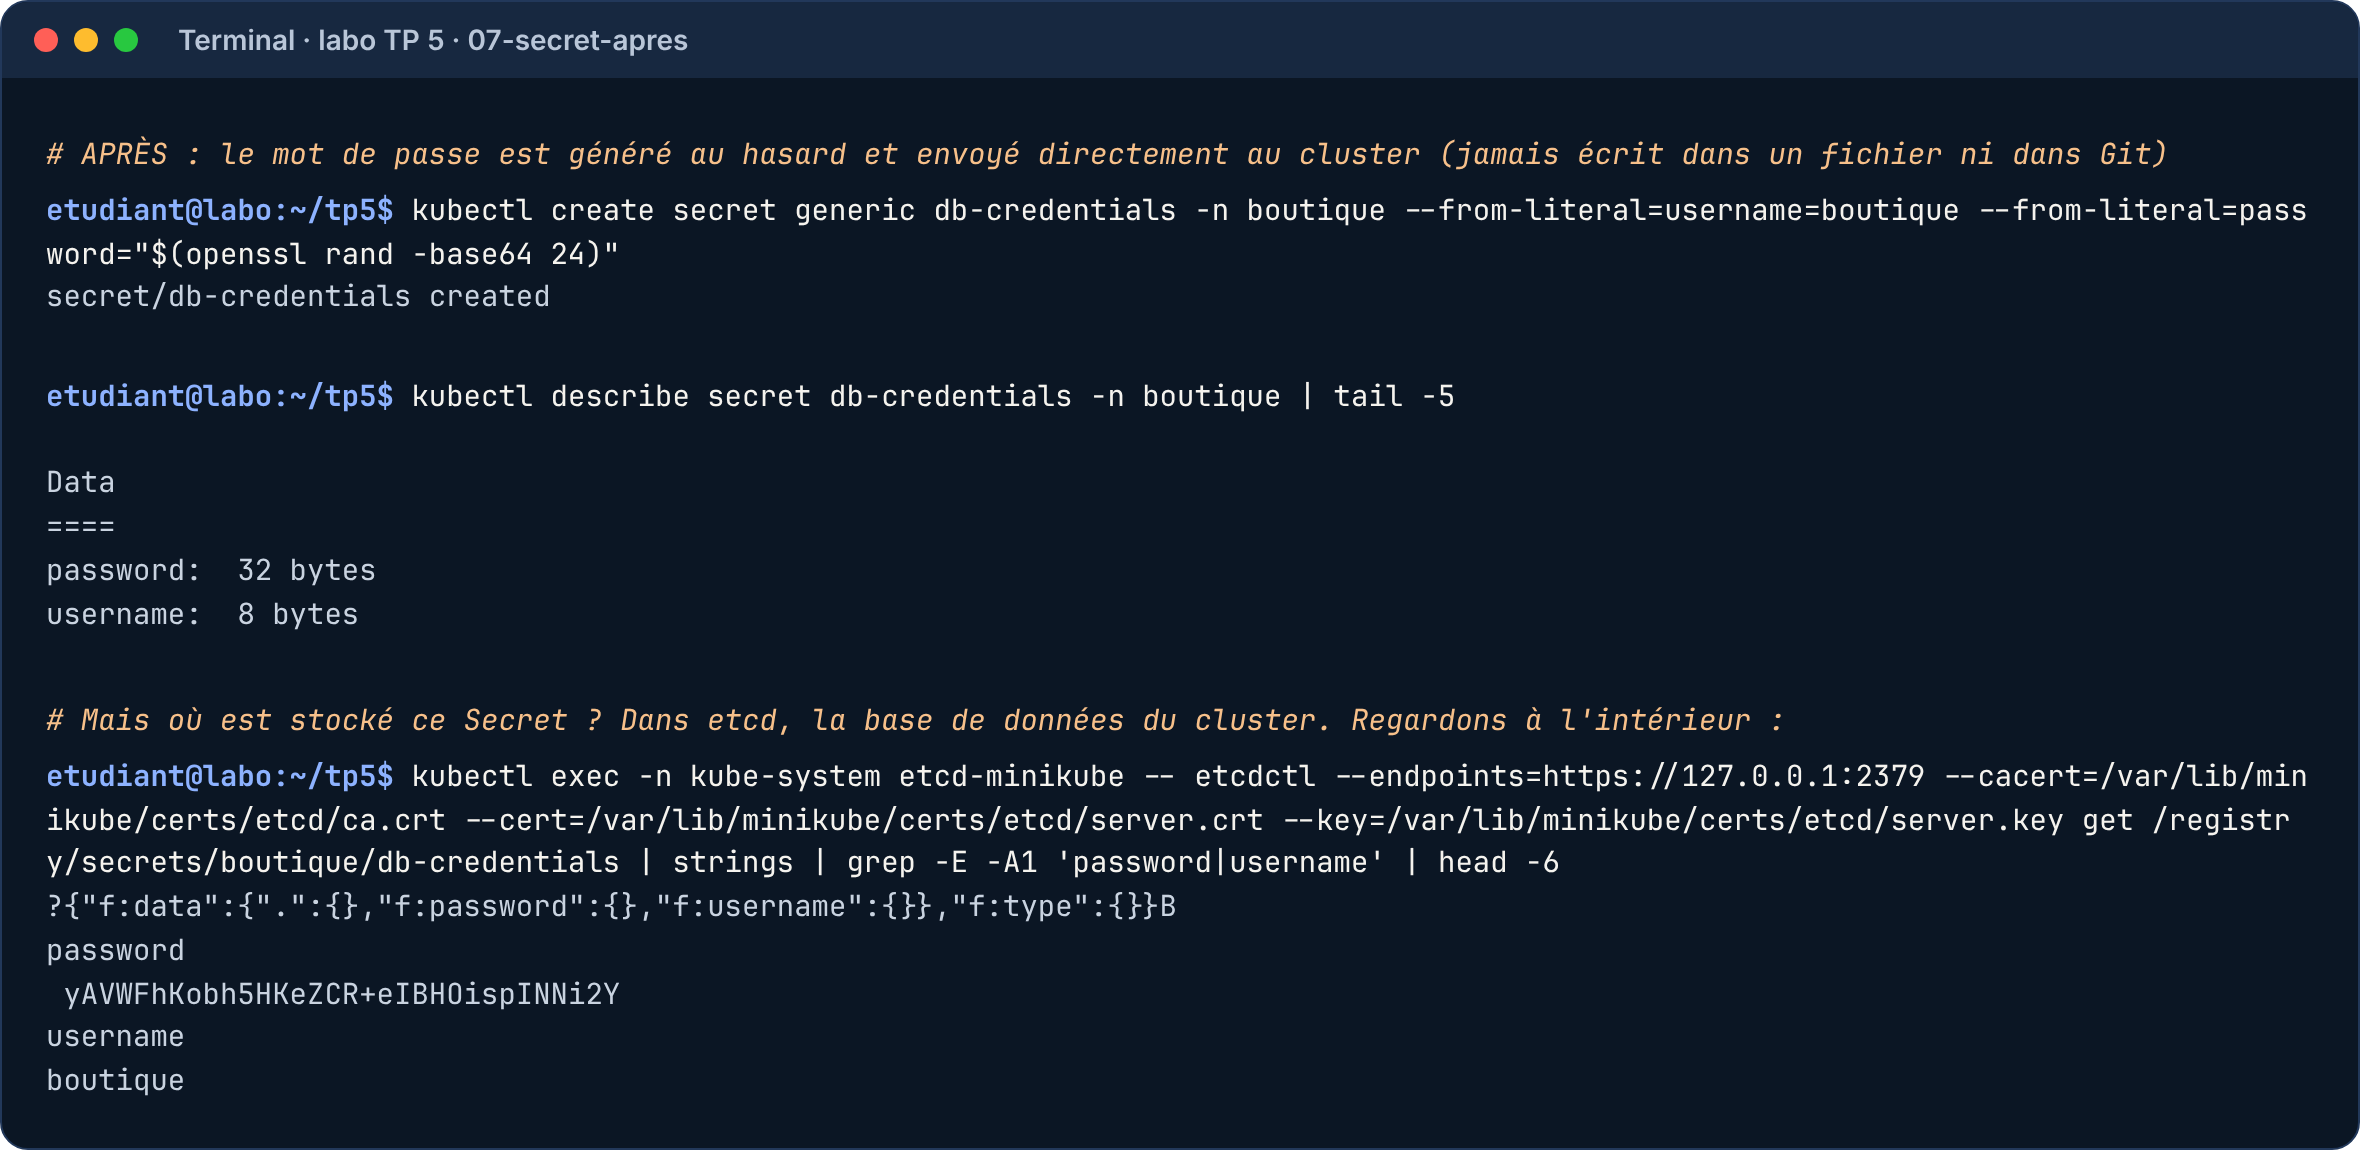 Terminal · labo TP 5 · 07-secret-apres
# APRÈS : le mot de passe est généré au hasard et envoyé directement au cluster (jamais écrit dans un fichier ni dans Git)
etudiant@labo:~/tp5$ kubectl create secret generic db-credentials -n boutique --from-literal=username=boutique --from-literal=pass
word="$(openssl rand -base64 24)"
secret/db-credentials created
etudiant@labo:~/tp5$ kubectl describe secret db-credentials -n boutique | tail -5
Data
====
password:  32 bytes
username:  8 bytes
# Mais où est stocké ce Secret ? Dans etcd, la base de données du cluster. Regardons à l'intérieur :
etudiant@labo:~/tp5$ kubectl exec -n kube-system etcd-minikube -- etcdctl --endpoints=https://127.0.0.1:2379 --cacert=/var/lib/min
ikube/certs/etcd/ca.crt --cert=/var/lib/minikube/certs/etcd/server.crt --key=/var/lib/minikube/certs/etcd/server.key get /registr
y/secrets/boutique/db-credentials | strings | grep -E -A1 'password|username' | head -6
?{"f:data":{".":{},"f:password":{},"f:username":{}},"f:type":{}}B
password
 yAVWFhKobh5HKeZCR+eIBHOispINNi2Y
username
boutique